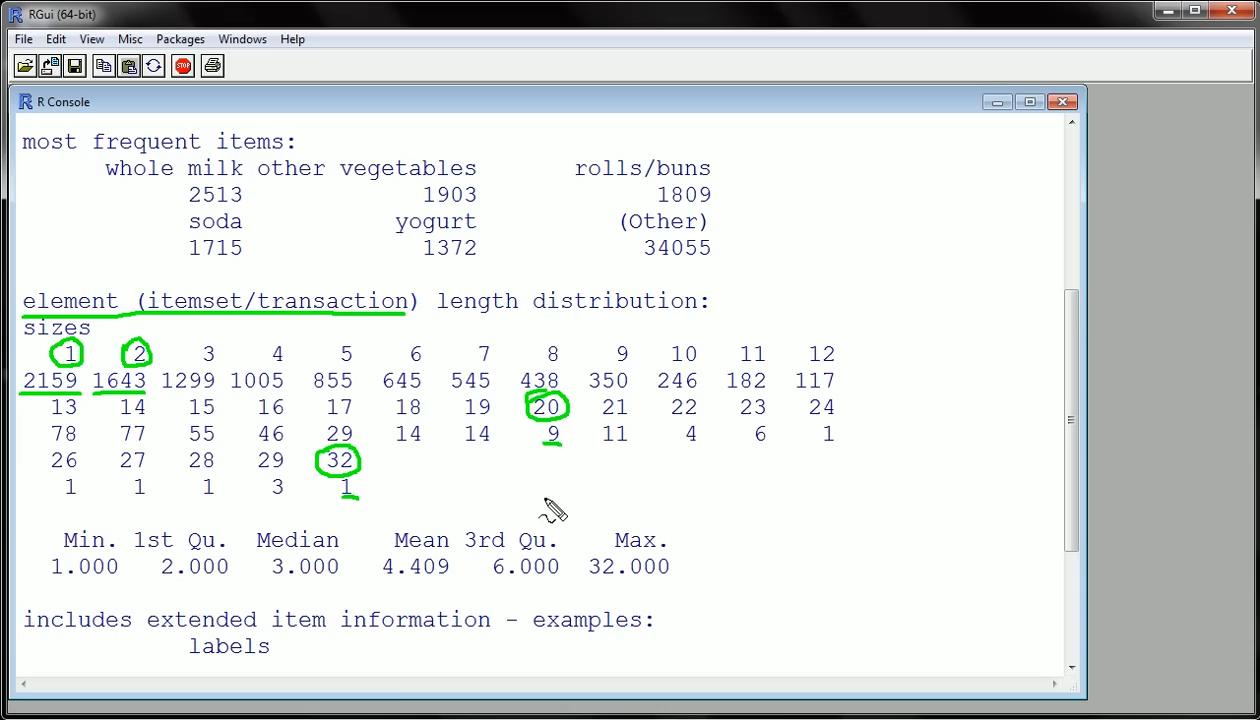 RGui (64-bit)
File Edit View Misc Packages Windows Help
STOP
R Console
most frequent items:
whole milk other vegetables rolls/buns
2513 1903 1809
soda yogurt (Other)
1715 1372 34055
element (itemset/transaction) length distribution:
sizes
1 2 3 4 5 6 7 8 9 10 11 12
2159 1643 1299 1005 855 645 545 438 350 246 182 117
13 14 15 16 17 18 19 20 21 22 23 24
78 77 55 46 29 14 14 9 11 4 6 1
26 27 28 29 32
1 1 1 3 1
Min. 1st Qu. Median Mean 3rd Qu. Max.
1.000 2.000 3.000 4.409 6.000 32.000
includes extended item information - examples:
labels